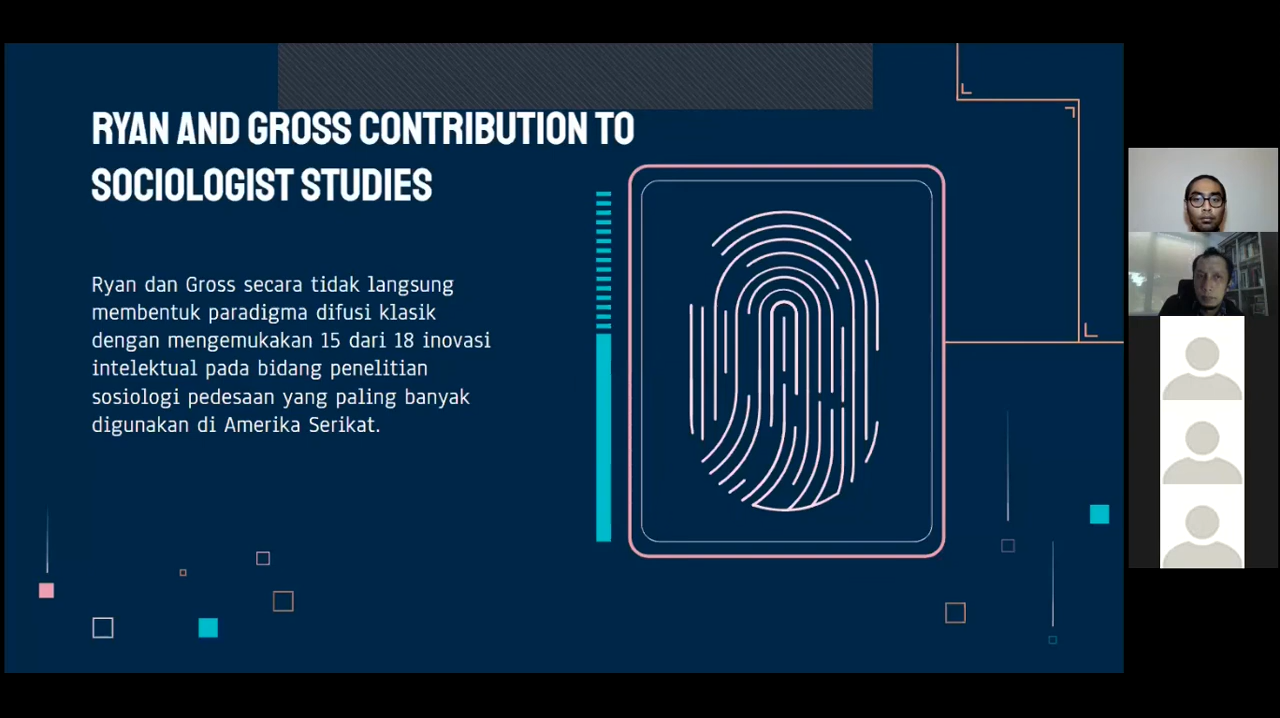 RYAN AND GROSS CONTRIBUTION TO
SOCIOLOGIST STUDIES
Ryan dan Gross secara tidak langsung
membentuk paradigma difusi klasik
dengan mengemukakan 15 dari 18 inovasi
intelektual pada bidang penelitian
sosiologi pedesaan yang paling banyak
digunakan di Amerika Serikat.